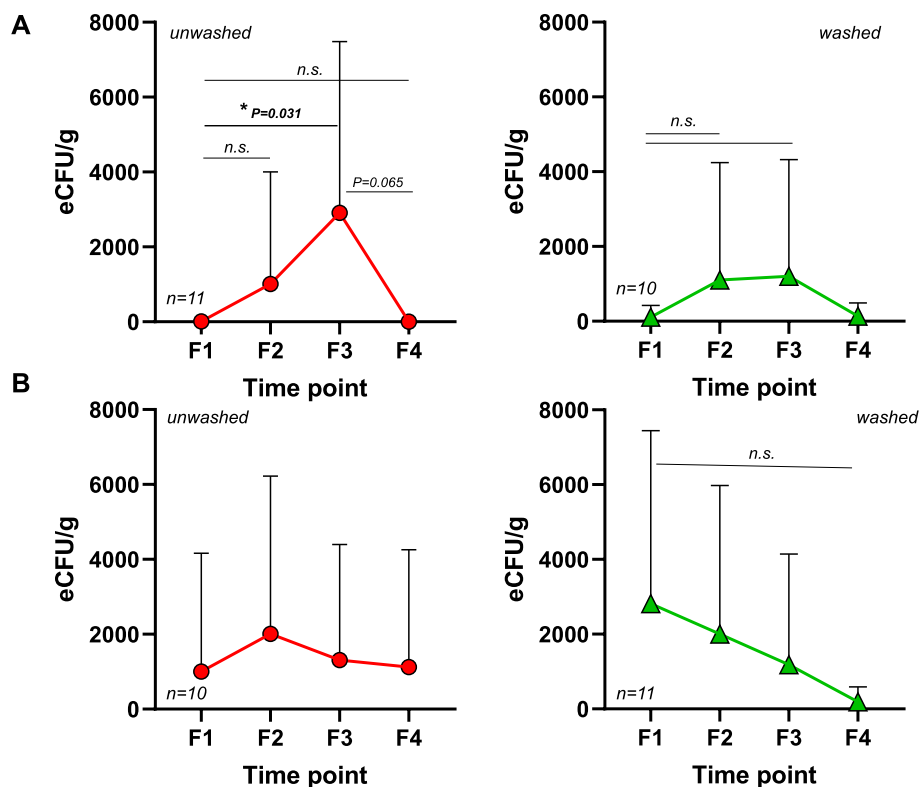 A
unwashed
n.s.
* P=0.031
n.s.
P=0.065
n=11
eCFU/g
8000
6000
4000
2000
0
F1 F2 F3 F4
Time point
washed
n.s.
n=10
eCFU/g
8000
6000
4000
2000
0
F1 F2 F3 F4
Time point
B
unwashed
n=10
eCFU/g
8000
6000
4000
2000
0
F1 F2 F3 F4
Time point
washed
n.s.
n=11
eCFU/g
8000
6000
4000
2000
0
F1 F2 F3 F4
Time point